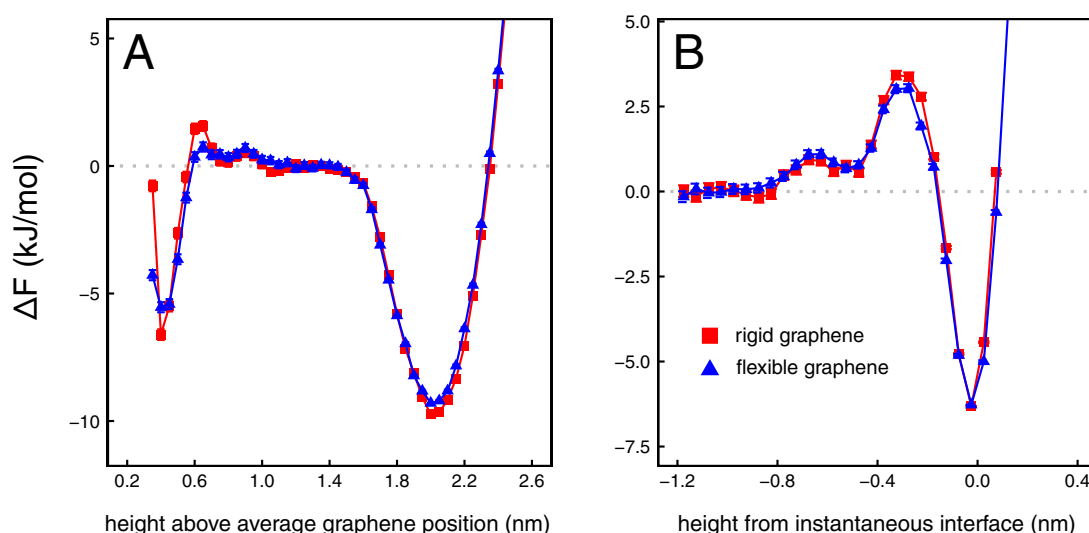 A
B
ΔF (kJ/mol)
5
0
−5
−10
0.2 0.6 1.0 1.4 1.8 2.2 2.6
height above average graphene position (nm)
5.0
2.5
0.0
−2.5
−5.0
−7.5
−1.2 −0.8 −0.4 0.0 0.4
height from instantaneous interface (nm)
rigid graphene
flexible graphene